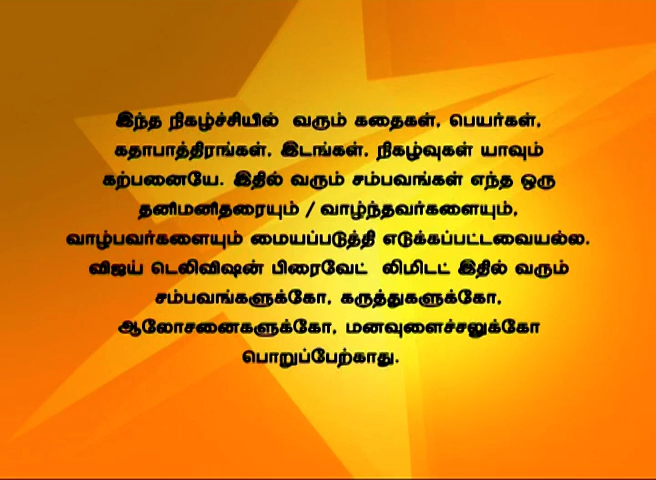 இந்த நிகழ்ச்சியில் வரும் கதைகள், பெயர்கள்,
கதாபாத்திரங்கள், இடங்கள், நிகழ்வுகள் யாவும்
கற்பனையே. இதில் வரும் சம்பவங்கள் எந்த ஒரு
தனிமனிதரையும் / வாழ்ந்தவர்களையும்,
வாழ்பவர்களையும் மையப்படுத்தி எடுக்கப்பட்டவையல்ல.
விஜய் டெலிவிஷன் பிரைவேட் லிமிடட் இதில் வரும்
சம்பவங்களுக்கோ, கருத்துகளுக்கோ,
ஆலோசனைகளுக்கோ, மனவுளைச்சலுக்கோ
பொறுப்பேற்காது.